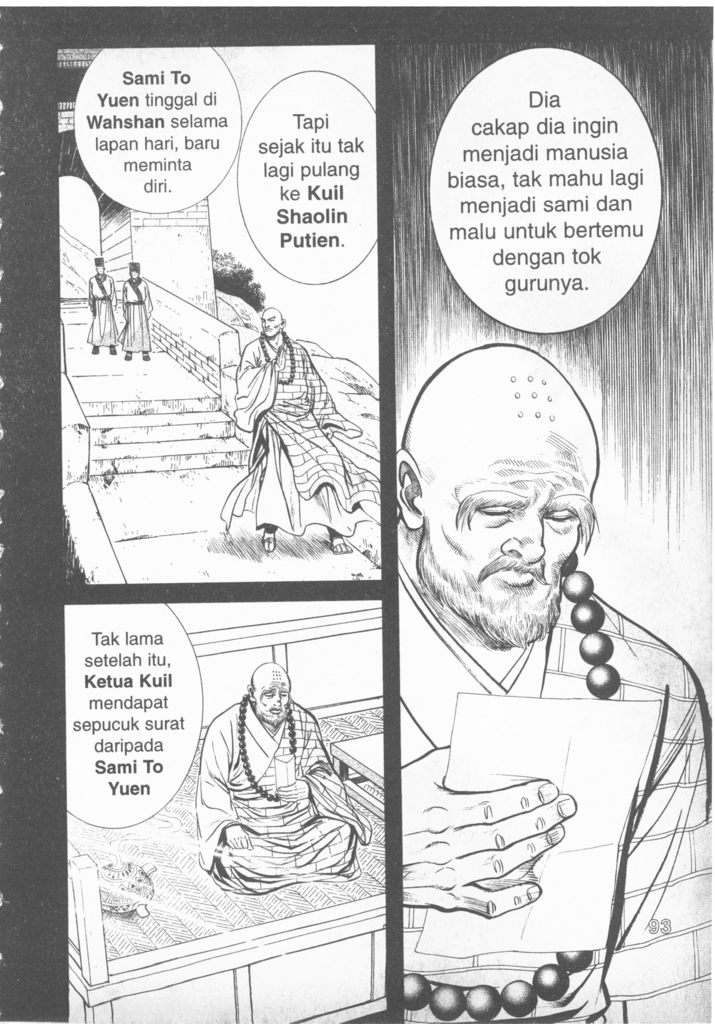 Sami To
Yuen tinggal di
Wahshan selama
lapan hari, baru
meminta
diri.
Tapi
sejak itu tak
lagi pulang
ke Kuil
Shaolin
Putien.
Tak lama
setelah itu,
Ketua Kuil
mendapat
sepucuk surat
daripada
Sami To
Yuen
Dia
cakap dia ingin
menjadi manusia
biasa, tak mahu lagi
menjadi sami dan
malu untuk bertemu
dengan tok
gurunya.
93